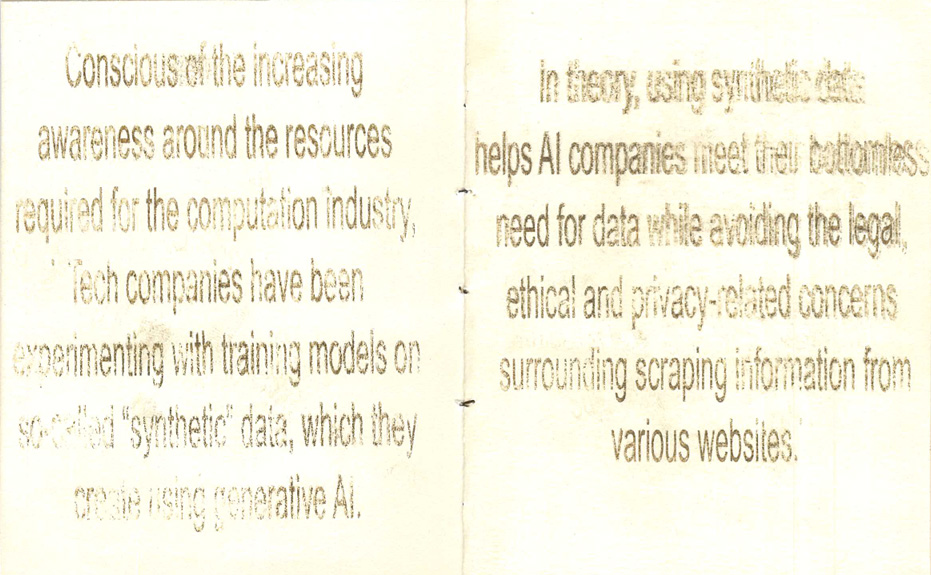 Conscious of the increasing
awareness around the resources
required for the computation industry,
Tech companies have been
experimenting with training models on
so-called "synthetic" data, which they
create using generative AI.
In theory, using synthetic data
helps AI companies meet their bottomless
need for data while avoiding the legal,
ethical and privacy-related concerns
surrounding scraping information from
various websites.